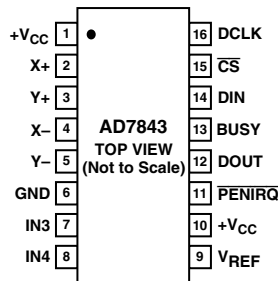 +VCC 1 16 DCLK
X+ 2 15 CS
Y+ 3 14 DIN
X– 4 AD7843 13 BUSY
TOP VIEW
Y– 5 (Not to Scale) 12 DOUT
GND 6 11 PENIRQ
IN3 7 10 +VCC
IN4 8 9 VREF